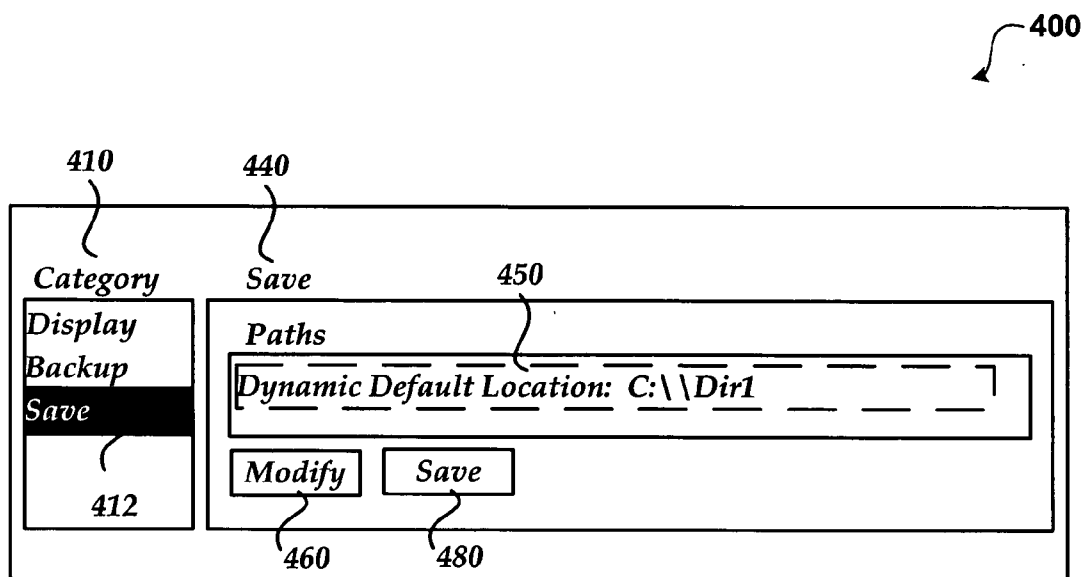 400
410
440
Category
Save
450
Display
Backup
Save
Paths
Dynamic Default Location: C:\\Dir1
Modify
Save
412
460
480